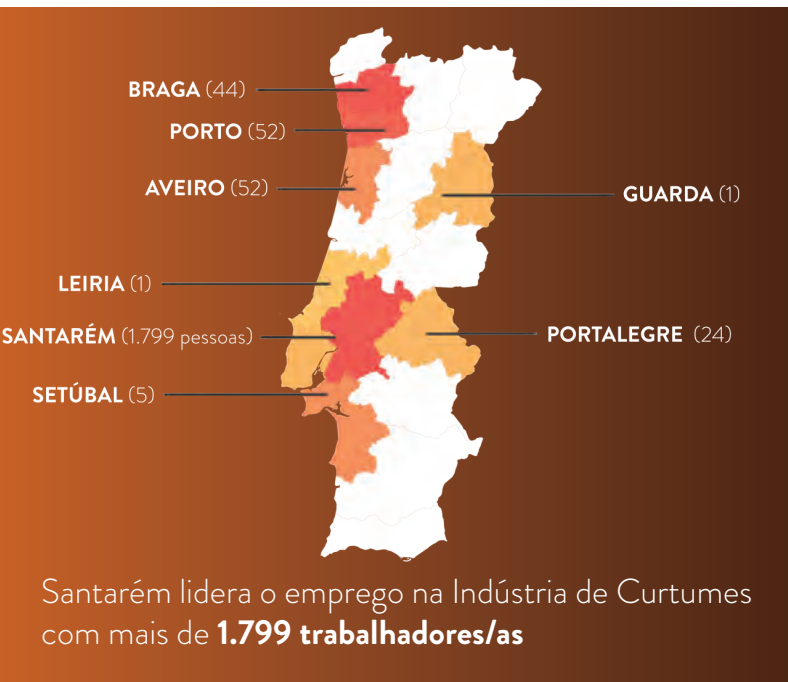 BRAGA (44)
PORTO (52)
AVEIRO (52)
GUARDA (1)
LEIRIA (1)
SANTARÉM (1.799 pessoas)
PORTALEGRE (24)
SETÚBAL (5)
Santarém lidera o emprego na Indústria de Curtumes
com mais de 1.799 trabalhadores/as